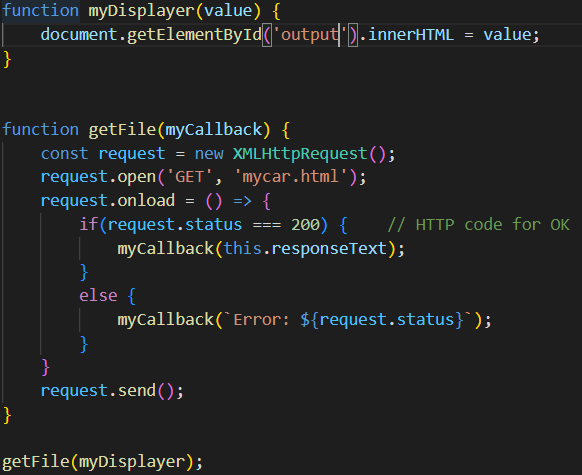 function myDisplayer(value) {
    document.getElementById('output').innerHTML = value;
}
function getFile(myCallback) {
    const request = new XMLHttpRequest();
    request.open('GET', 'mycar.html');
    request.onload = () => {
        if(request.status === 200) {    // HTTP code for OK
            myCallback(this.responseText);
        }
        else {
            myCallback(`Error: ${request.status}`);
        }
    }
    request.send();
}
getFile(myDisplayer);